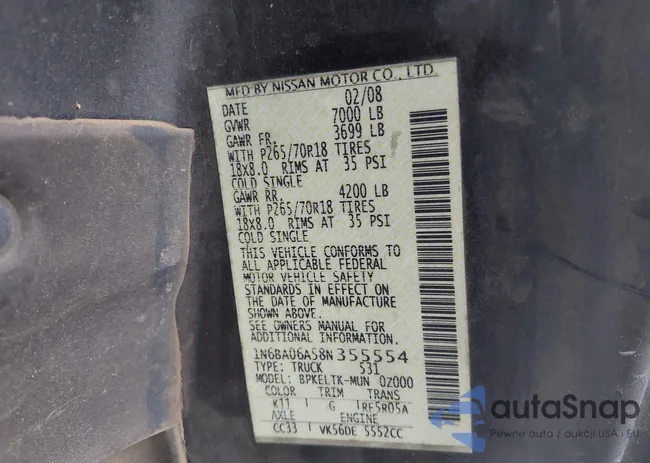 MFD BY NISSAN MOTOR CO., LTD.
DATE 02/08
GVWR 7000 LB
GAWR FR. 3699 LB
WITH P265/70R18 TIRES
18X8.0 RIMS AT 35 PSI
COLD SINGLE
GAWR RR. 4200 LB
WITH P265/70R18 TIRES
18X8.0 RIMS AT 35 PSI
COLD SINGLE
THIS VEHICLE CONFORMS TO
ALL APPLICABLE FEDERAL
MOTOR VEHICLE SAFETY
STANDARDS IN EFFECT ON
THE DATE OF MANUFACTURE
SHOWN ABOVE.
SEE OWNERS MANUAL FOR
ADDITIONAL INFORMATION.
1N6BA06A58N355554
TYPE: TRUCK 531
MODEL: BPKELTK-MUN 0Z000
COLOR TRIM TRANS
K11 G RE5R05A
AXLE ENGINE
CC33 VK56DE 5552CC
autoSnap
Pewne auta z aukcji USA i EU